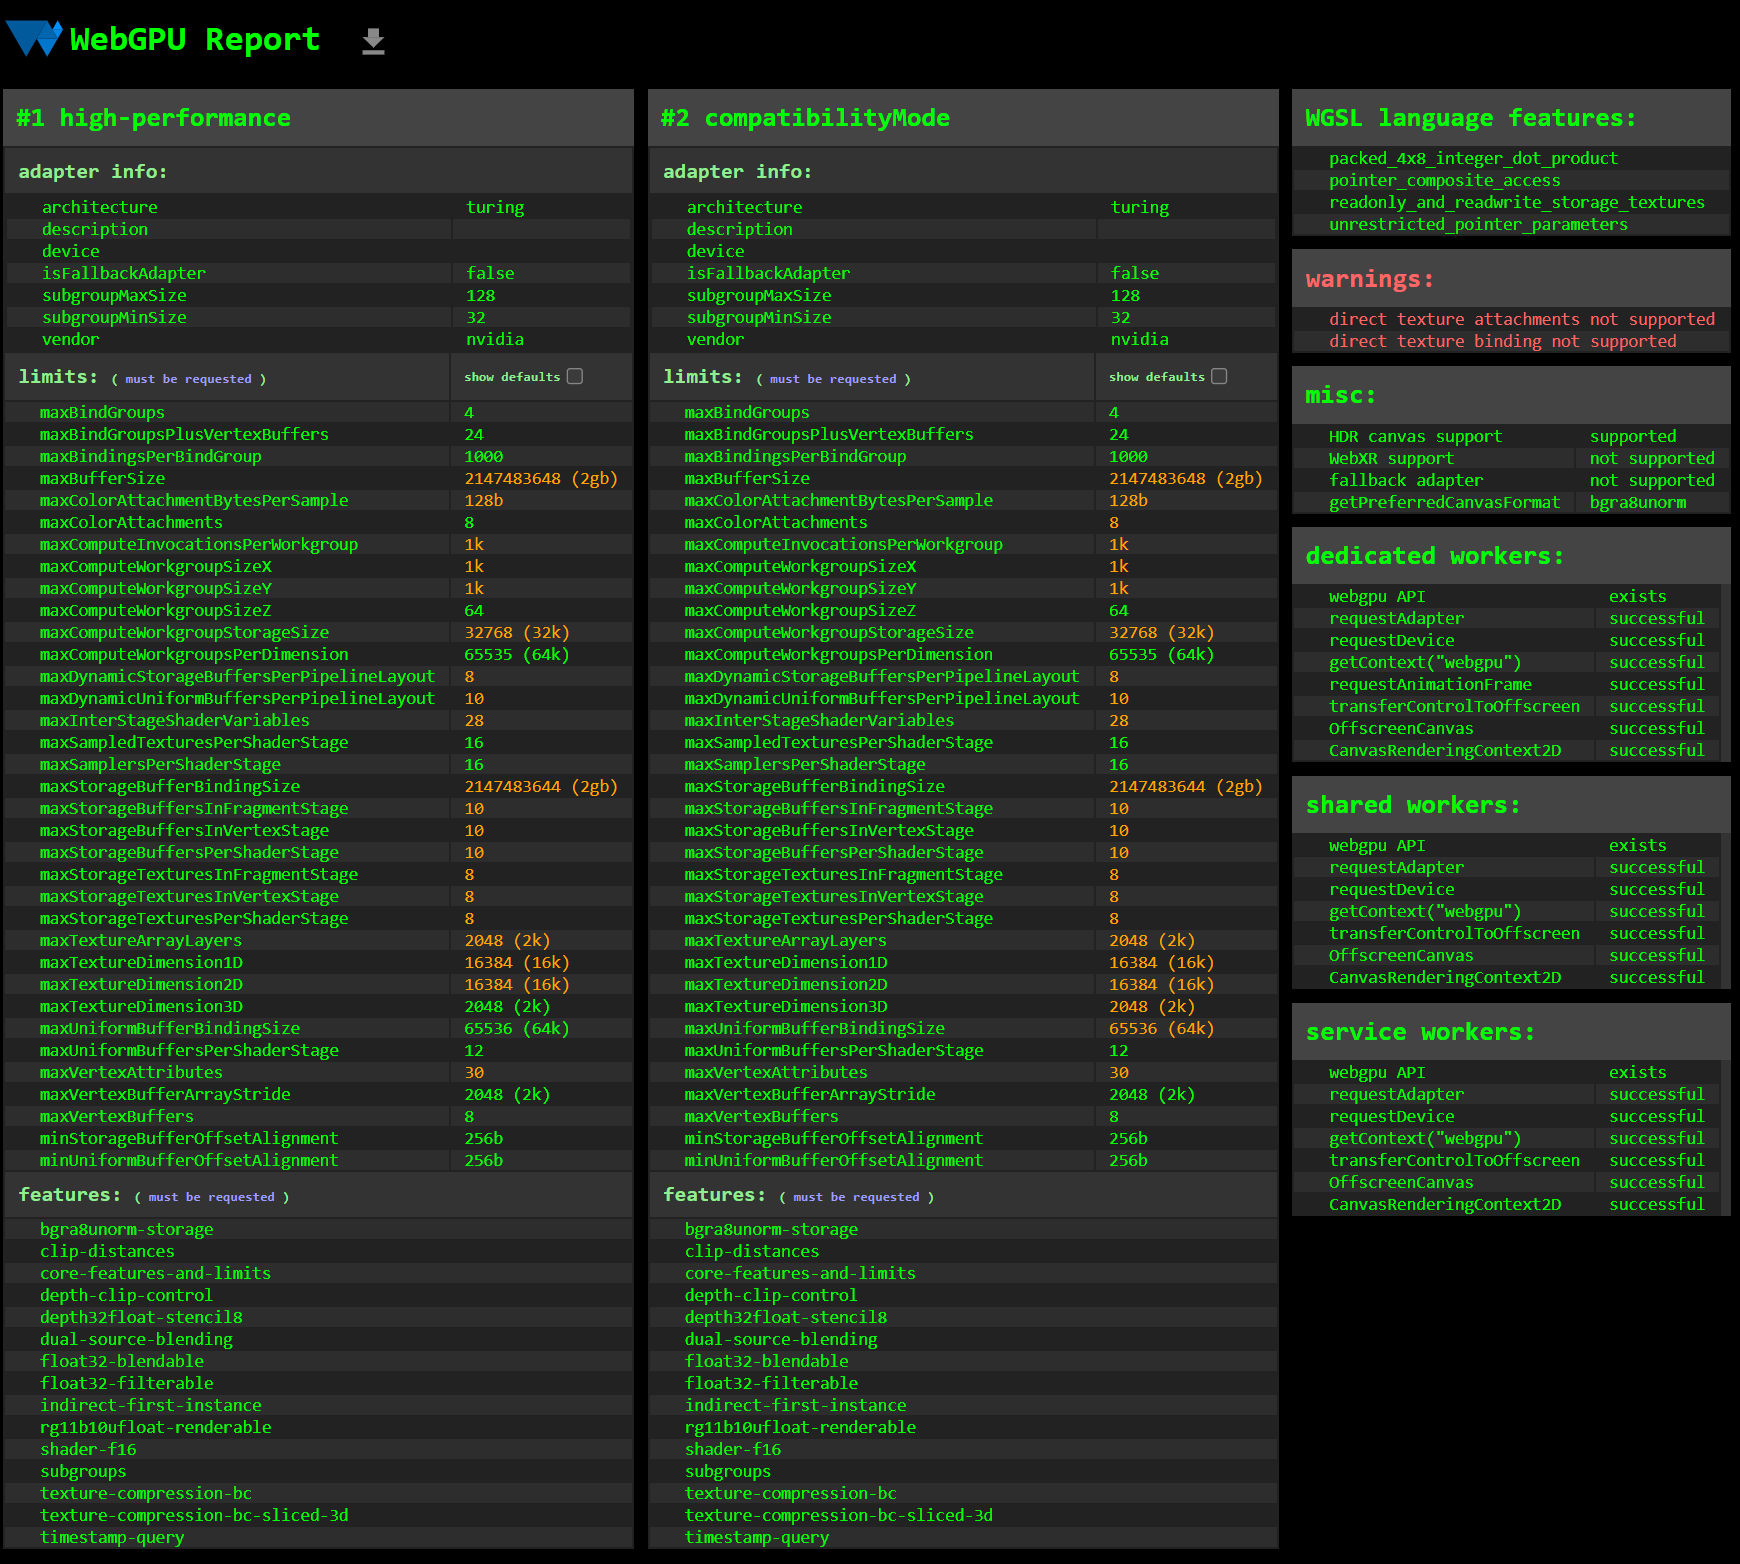 WebGPU Report
#1 high-performance
adapter info:
architecture turing
description
device
isFallbackAdapter false
subgroupMaxSize 128
subgroupMinSize 32
vendor nvidia
limits: ( must be requested ) show defaults
maxBindGroups 4
maxBindGroupsPlusVertexBuffers 24
maxBindingsPerBindGroup 1000
maxBufferSize 2147483648 (2gb)
maxColorAttachmentBytesPerSample 128b
maxColorAttachments 8
maxComputeInvocationsPerWorkgroup 1k
maxComputeWorkgroupSizeX 1k
maxComputeWorkgroupSizeY 1k
maxComputeWorkgroupSizeZ 64
maxComputeWorkgroupStorageSize 32768 (32k)
maxComputeWorkgroupsPerDimension 65535 (64k)
maxDynamicStorageBuffersPerPipelineLayout 8
maxDynamicUniformBuffersPerPipelineLayout 10
maxInterStageShaderVariables 28
maxSampledTexturesPerShaderStage 16
maxSamplersPerShaderStage 16
maxStorageBufferBindingSize 2147483644 (2gb)
maxStorageBuffersInFragmentStage 10
maxStorageBuffersInVertexStage 10
maxStorageBuffersPerShaderStage 10
maxStorageTexturesInFragmentStage 8
maxStorageTexturesInVertexStage 8
maxStorageTexturesPerShaderStage 8
maxTextureArrayLayers 2048 (2k)
maxTextureDimension1D 16384 (16k)
maxTextureDimension2D 16384 (16k)
maxTextureDimension3D 2048 (2k)
maxUniformBufferBindingSize 65536 (64k)
maxUniformBuffersPerShaderStage 12
maxVertexAttributes 30
maxVertexBufferArrayStride 2048 (2k)
maxVertexBuffers 8
minStorageBufferOffsetAlignment 256b
minUniformBufferOffsetAlignment 256b
features: ( must be requested )
bgra8unorm-storage
clip-distances
core-features-and-limits
depth-clip-control
depth32float-stencil8
dual-source-blending
float32-blendable
float32-filterable
indirect-first-instance
rg11b10ufloat-renderable
shader-f16
subgroups
texture-compression-bc
texture-compression-bc-sliced-3d
timestamp-query
#2 compatibilityMode
adapter info:
architecture turing
description
device
isFallbackAdapter false
subgroupMaxSize 128
subgroupMinSize 32
vendor nvidia
limits: ( must be requested ) show defaults
maxBindGroups 4
maxBindGroupsPlusVertexBuffers 24
maxBindingsPerBindGroup 1000
maxBufferSize 2147483648 (2gb)
maxColorAttachmentBytesPerSample 128b
maxColorAttachments 8
maxComputeInvocationsPerWorkgroup 1k
maxComputeWorkgroupSizeX 1k
maxComputeWorkgroupSizeY 1k
maxComputeWorkgroupSizeZ 64
maxComputeWorkgroupStorageSize 32768 (32k)
maxComputeWorkgroupsPerDimension 65535 (64k)
maxDynamicStorageBuffersPerPipelineLayout 8
maxDynamicUniformBuffersPerPipelineLayout 10
maxInterStageShaderVariables 28
maxSampledTexturesPerShaderStage 16
maxSamplersPerShaderStage 16
maxStorageBufferBindingSize 2147483644 (2gb)
maxStorageBuffersInFragmentStage 10
maxStorageBuffersInVertexStage 10
maxStorageBuffersPerShaderStage 10
maxStorageTexturesInFragmentStage 8
maxStorageTexturesInVertexStage 8
maxStorageTexturesPerShaderStage 8
maxTextureArrayLayers 2048 (2k)
maxTextureDimension1D 16384 (16k)
maxTextureDimension2D 16384 (16k)
maxTextureDimension3D 2048 (2k)
maxUniformBufferBindingSize 65536 (64k)
maxUniformBuffersPerShaderStage 12
maxVertexAttributes 30
maxVertexBufferArrayStride 2048 (2k)
maxVertexBuffers 8
minStorageBufferOffsetAlignment 256b
minUniformBufferOffsetAlignment 256b
features: ( must be requested )
bgra8unorm-storage
clip-distances
core-features-and-limits
depth-clip-control
depth32float-stencil8
dual-source-blending
float32-blendable
float32-filterable
indirect-first-instance
rg11b10ufloat-renderable
shader-f16
subgroups
texture-compression-bc
texture-compression-bc-sliced-3d
timestamp-query
WGSL language features:
packed_4x8_integer_dot_product
pointer_composite_access
readonly_and_readwrite_storage_textures
unrestricted_pointer_parameters
warnings:
direct texture attachments not supported
direct texture binding not supported
misc:
HDR canvas support supported
WebXR support not supported
fallback adapter not supported
getPreferredCanvasFormat bgra8unorm
dedicated workers:
webgpu API exists
requestAdapter successful
requestDevice successful
getContext("webgpu") successful
requestAnimationFrame successful
transferControlToOffscreen successful
OffscreenCanvas successful
CanvasRenderingContext2D successful
shared workers:
webgpu API exists
requestAdapter successful
requestDevice successful
getContext("webgpu") successful
transferControlToOffscreen successful
OffscreenCanvas successful
CanvasRenderingContext2D successful
service workers:
webgpu API exists
requestAdapter successful
requestDevice successful
getContext("webgpu") successful
transferControlToOffscreen successful
OffscreenCanvas successful
CanvasRenderingContext2D successful